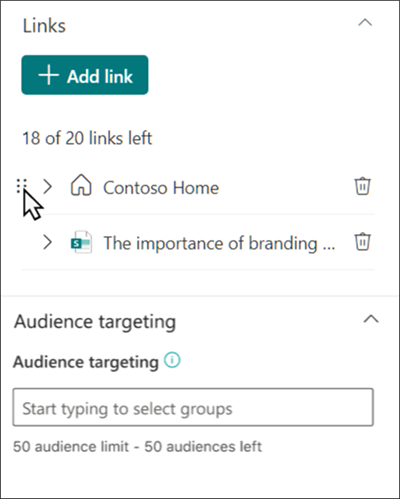 Links
Add link
18 of 20 links left
Contoso Home
The importance of branding ...
Audience targeting
Audience targeting
Start typing to select groups
50 audience limit - 50 audiences left